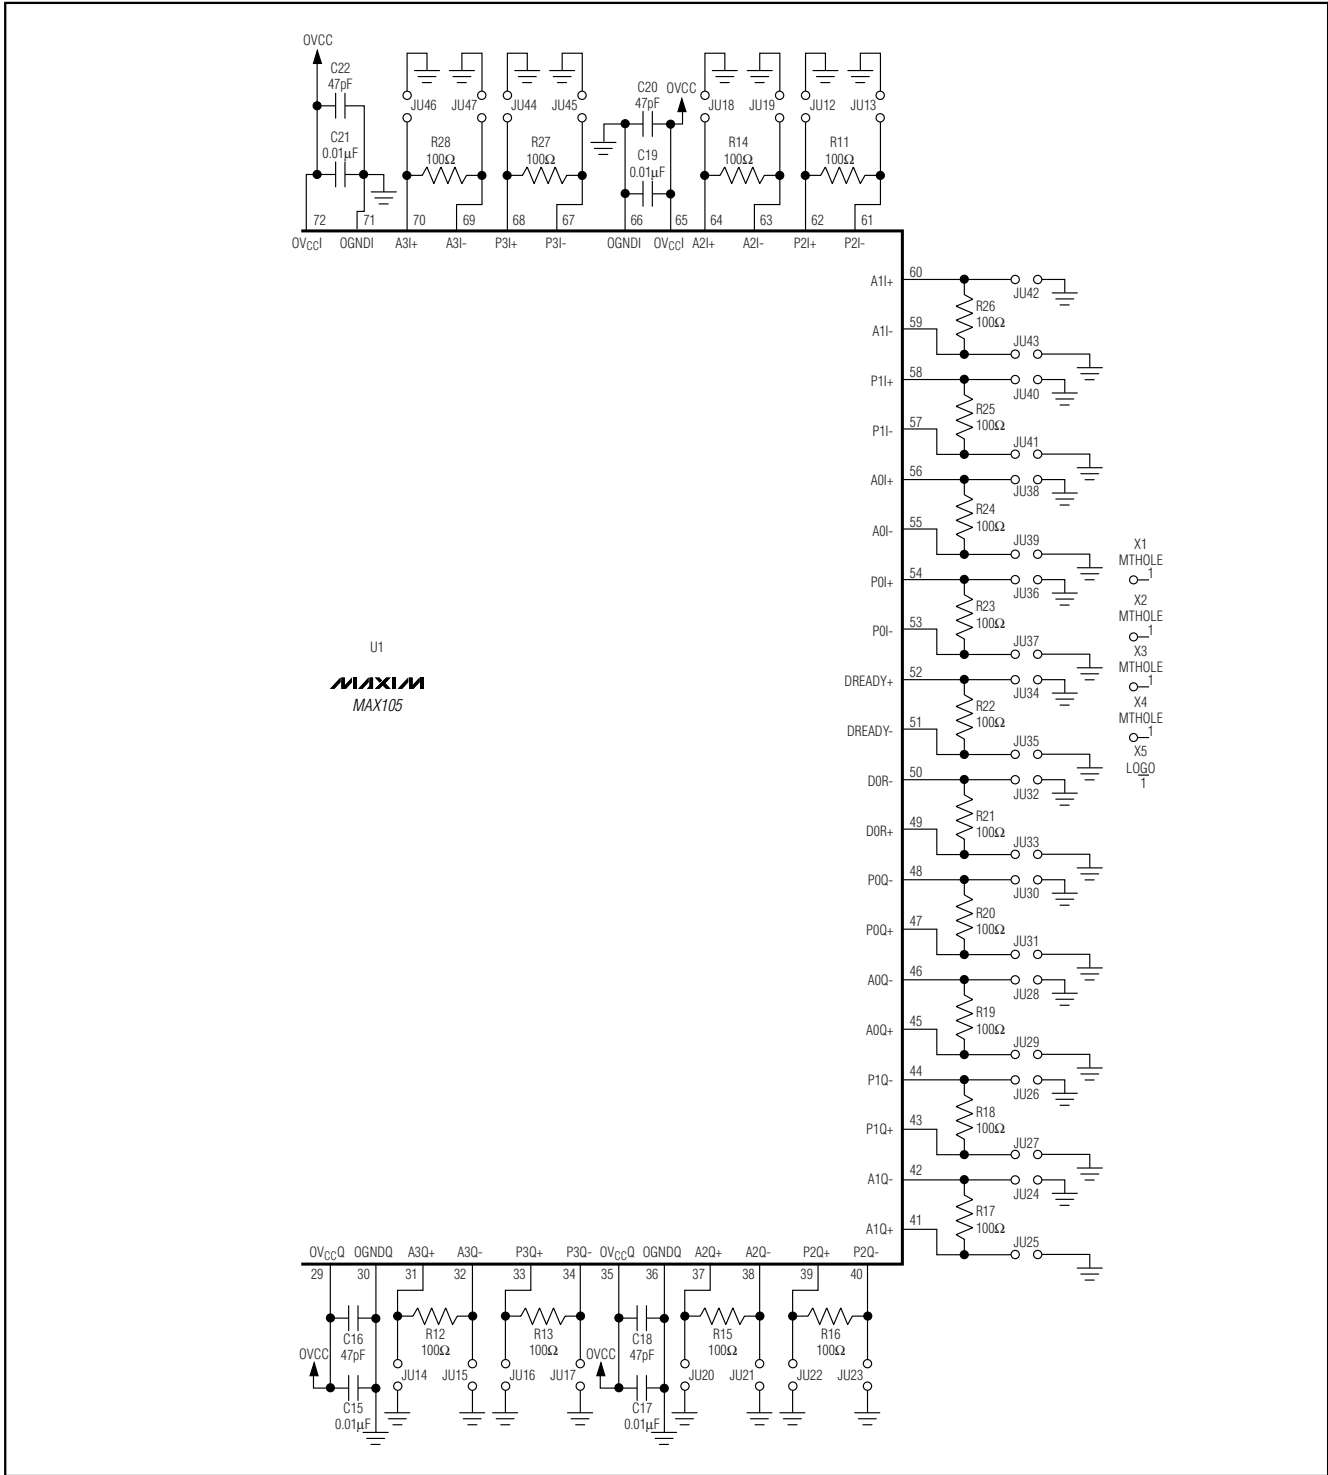 OVCC
C22
47pF
C21
0.01µF
JU46
JU47
JU44
JU45
R28
100Ω
R27
100Ω
C20
47pF
OVCC
C19
0.01µF
JU18
JU19
JU12
JU13
R14
100Ω
R11
100Ω
72 71 70 69 68 67 66 65 64 63 62 61
OVCCI OGNDI A3I+ A3I- P3I+ P3I- OGNDI OVCCI A2I+ A2I- P2I+ P2I-
A1I+ 60
JU42
R26
100Ω
A1I- 59
JU43
P1I+ 58
JU40
R25
100Ω
P1I- 57
JU41
A0I+ 56
JU38
R24
100Ω
A0I- 55
JU39
P0I+ 54
JU36
R23
100Ω
P0I- 53
JU37
DREADY+ 52
JU34
R22
100Ω
DREADY- 51
JU35
D0R- 50
JU32
R21
100Ω
D0R+ 49
JU33
P0Q- 48
JU30
R20
100Ω
P0Q+ 47
JU31
A0Q- 46
JU28
R19
100Ω
A0Q+ 45
JU29
P1Q- 44
JU26
R18
100Ω
P1Q+ 43
JU27
A1Q- 42
JU24
R17
100Ω
A1Q+ 41
JU25
X1
MTHOLE
1
X2
MTHOLE
1
X3
MTHOLE
1
X4
MTHOLE
1
X5
LOGO
1
U1
MAXIM
MAX105
OVCCQ OGNDQ A3Q+ A3Q- P3Q+ P3Q- OVCCQ OGNDQ A2Q+ A2Q- P2Q+ P2Q-
29 30 31 32 33 34 35 36 37 38 39 40
C16
47pF
OVCC
C15
0.01µF
R12
100Ω
JU14
JU15
R13
100Ω
JU16
JU17
C18
47pF
OVCC
C17
0.01µF
R15
100Ω
JU20
JU21
R16
100Ω
JU22
JU23